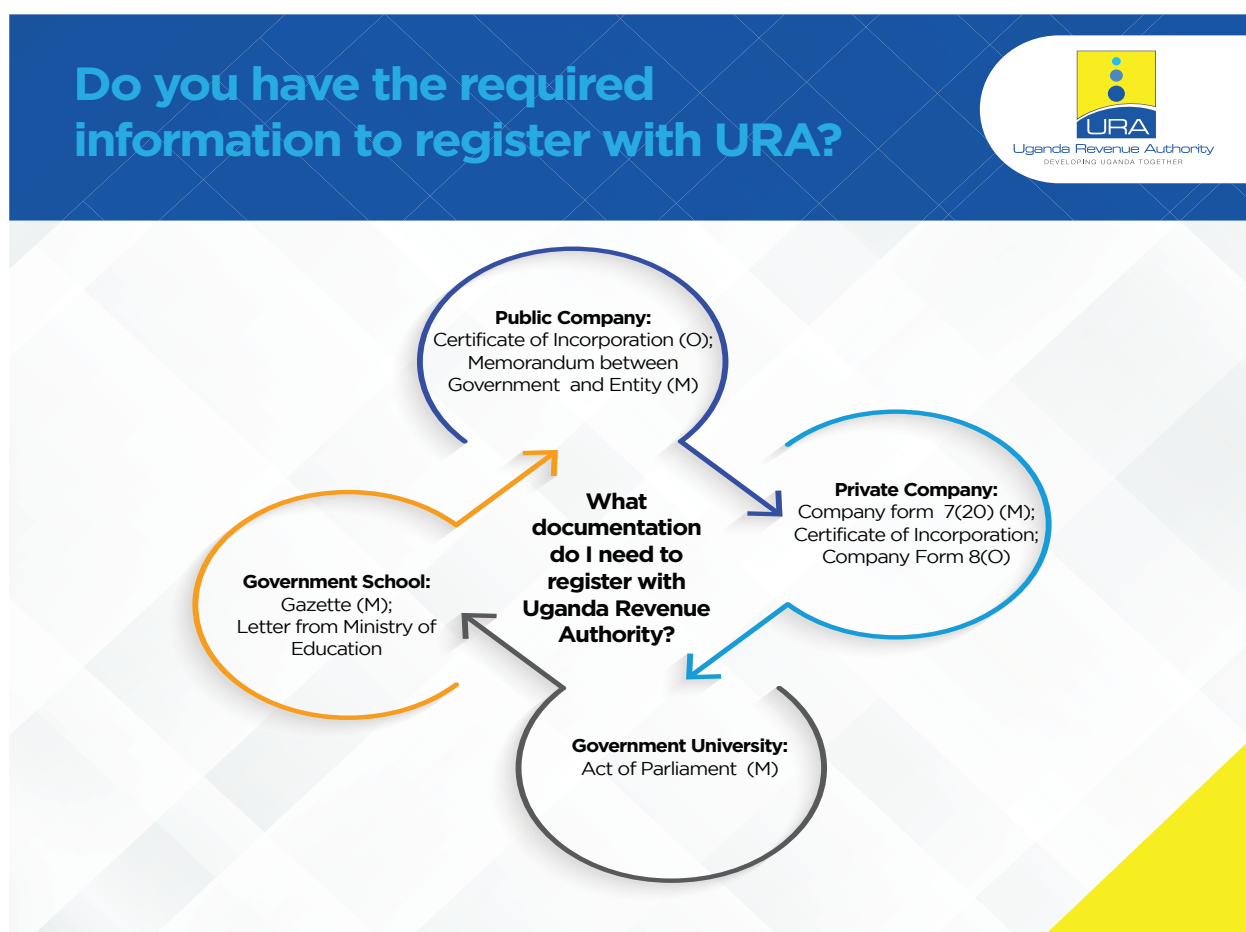 Do you have the required
information to register with URA?
URA
Uganda Revenue Authority
DEVELOPING UGANDA TOGETHER
Public Company:
Certificate of Incorporation (O);
Memorandum between
Government and Entity (M)
Private Company:
Company form 7(20) (M);
Certificate of Incorporation;
Company Form 8(O)
What
documentation
do I need to
register with
Uganda Revenue
Authority?
Government School:
Gazette (M);
Letter from Ministry of
Education
Government University:
Act of Parliament (M)